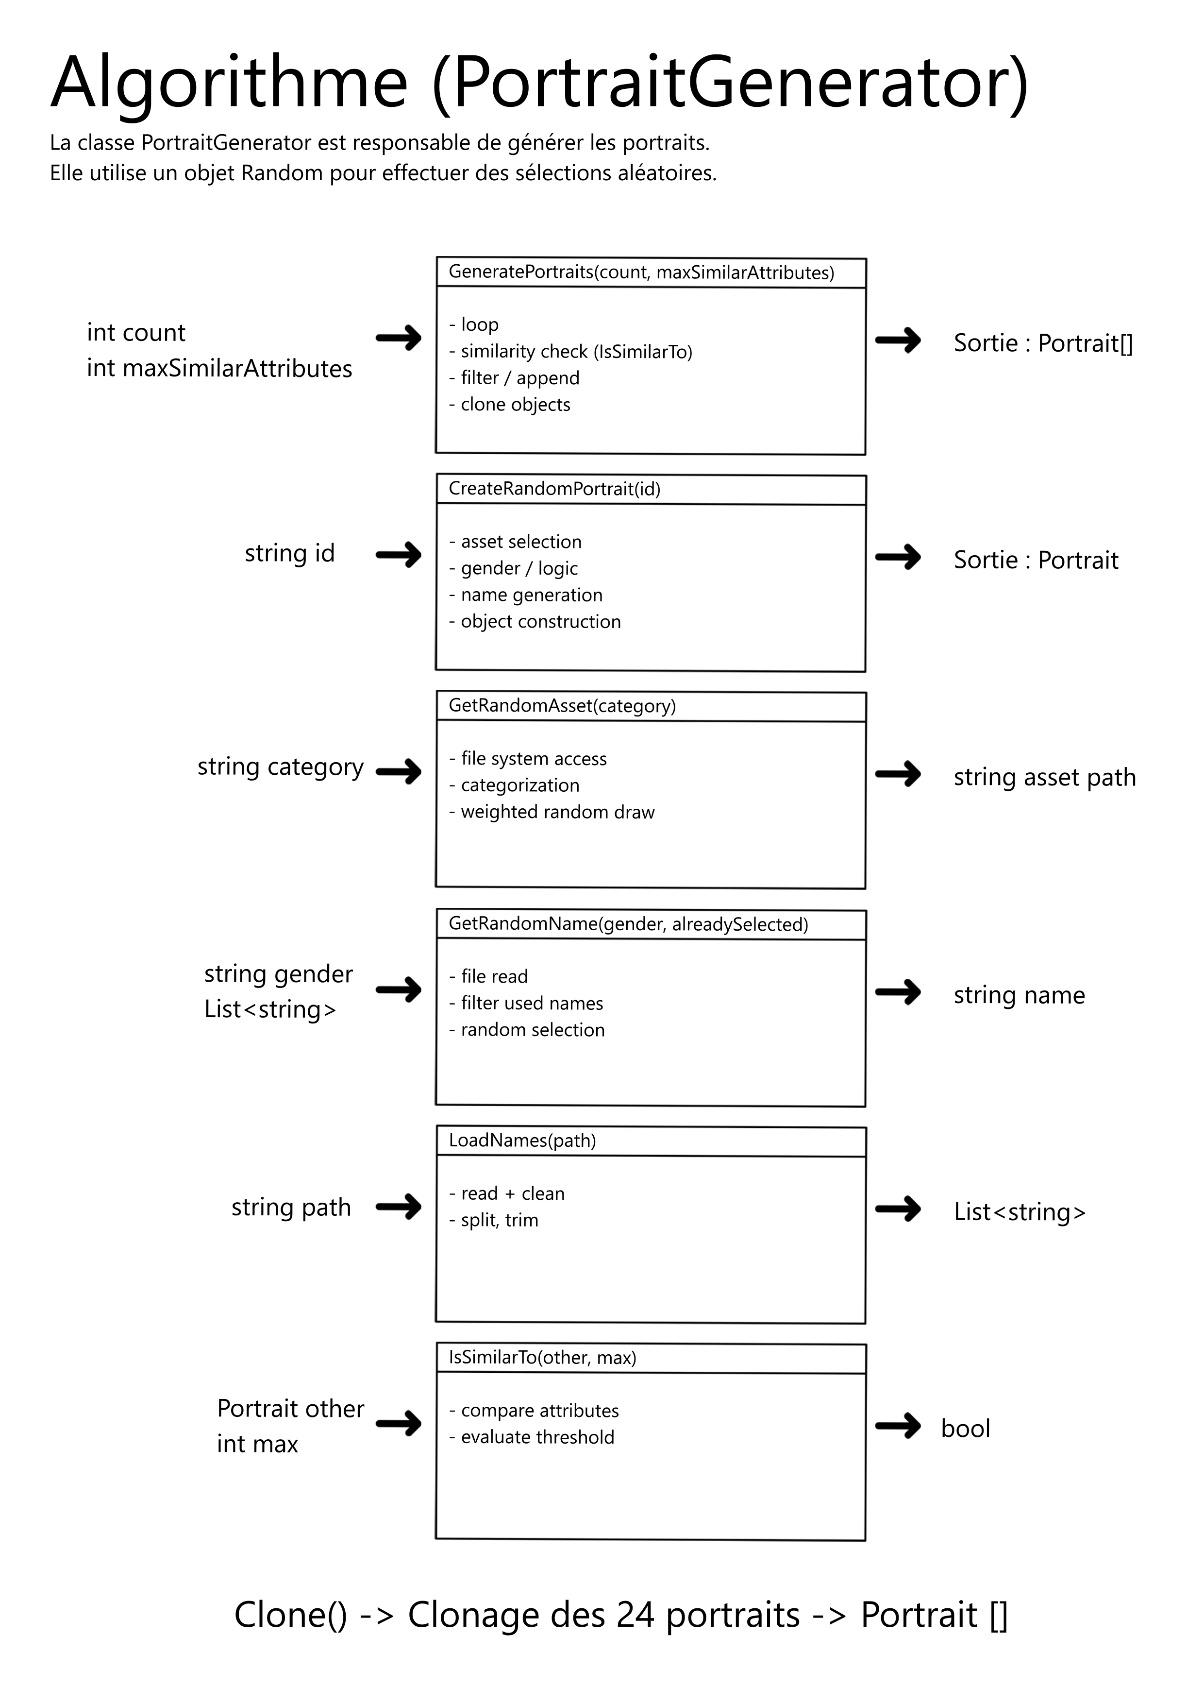 Algorithme (PortraitGenerator)
La classe PortraitGenerator est responsable de générer les portraits.
Elle utilise un objet Random pour effectuer des sélections aléatoires.
GeneratePortraits(count, maxSimilarAttributes)
int count
int maxSimilarAttributes
- loop
- similarity check (IsSimilarTo)
- filter / append
- clone objects
Sortie : Portrait[]
CreateRandomPortrait(id)
string id
- asset selection
- gender / logic
- name generation
- object construction
Sortie : Portrait
GetRandomAsset(category)
string category
- file system access
- categorization
- weighted random draw
string asset path
GetRandomName(gender, alreadySelected)
string gender
List<string>
- file read
- filter used names
- random selection
string name
LoadNames(path)
string path
- read + clean
- split, trim
List<string>
IsSimilarTo(other, max)
Portrait other
int max
- compare attributes
- evaluate threshold
bool
Clone() -> Clonage des 24 portraits -> Portrait []